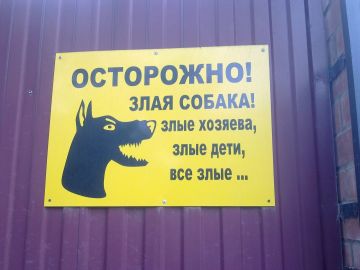 ОСТОРОЖНО!
ЗЛАЯ СОБАКА!
злые хозяева,
злые дети,
все злые ...